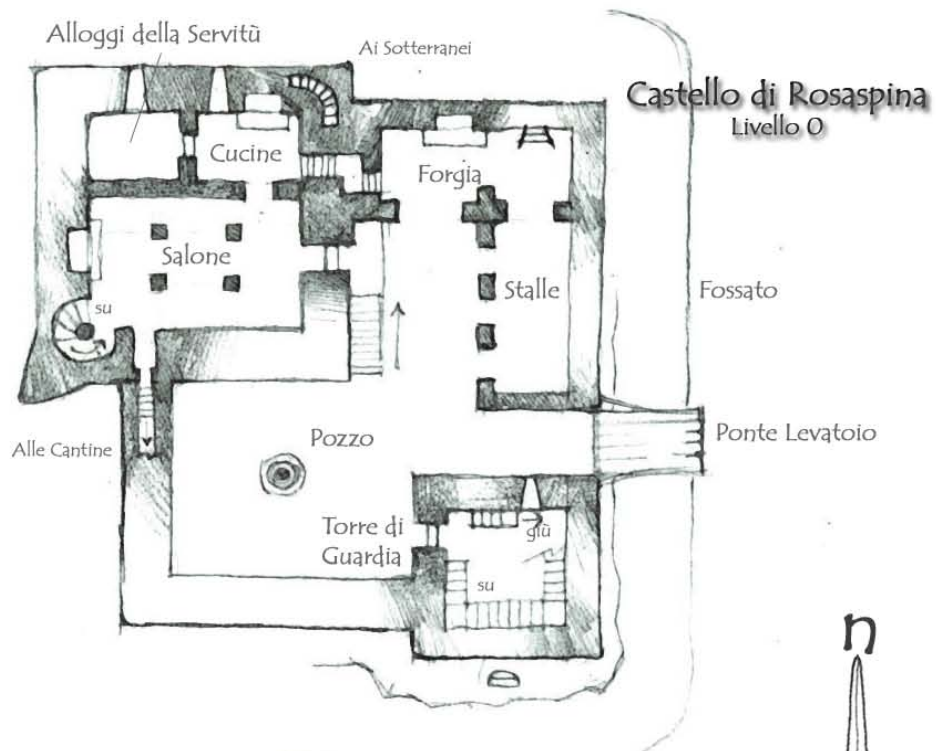 Alloggi della Servitù
Ai Sotterranei
Castello di Rosaspina
Livello 0
Cucine
Forgia
Salone
Stalle
Fossato
su
Pozzo
Ponte Levatoio
Alle Cantine
Torre di
Guardia
giù
su
n